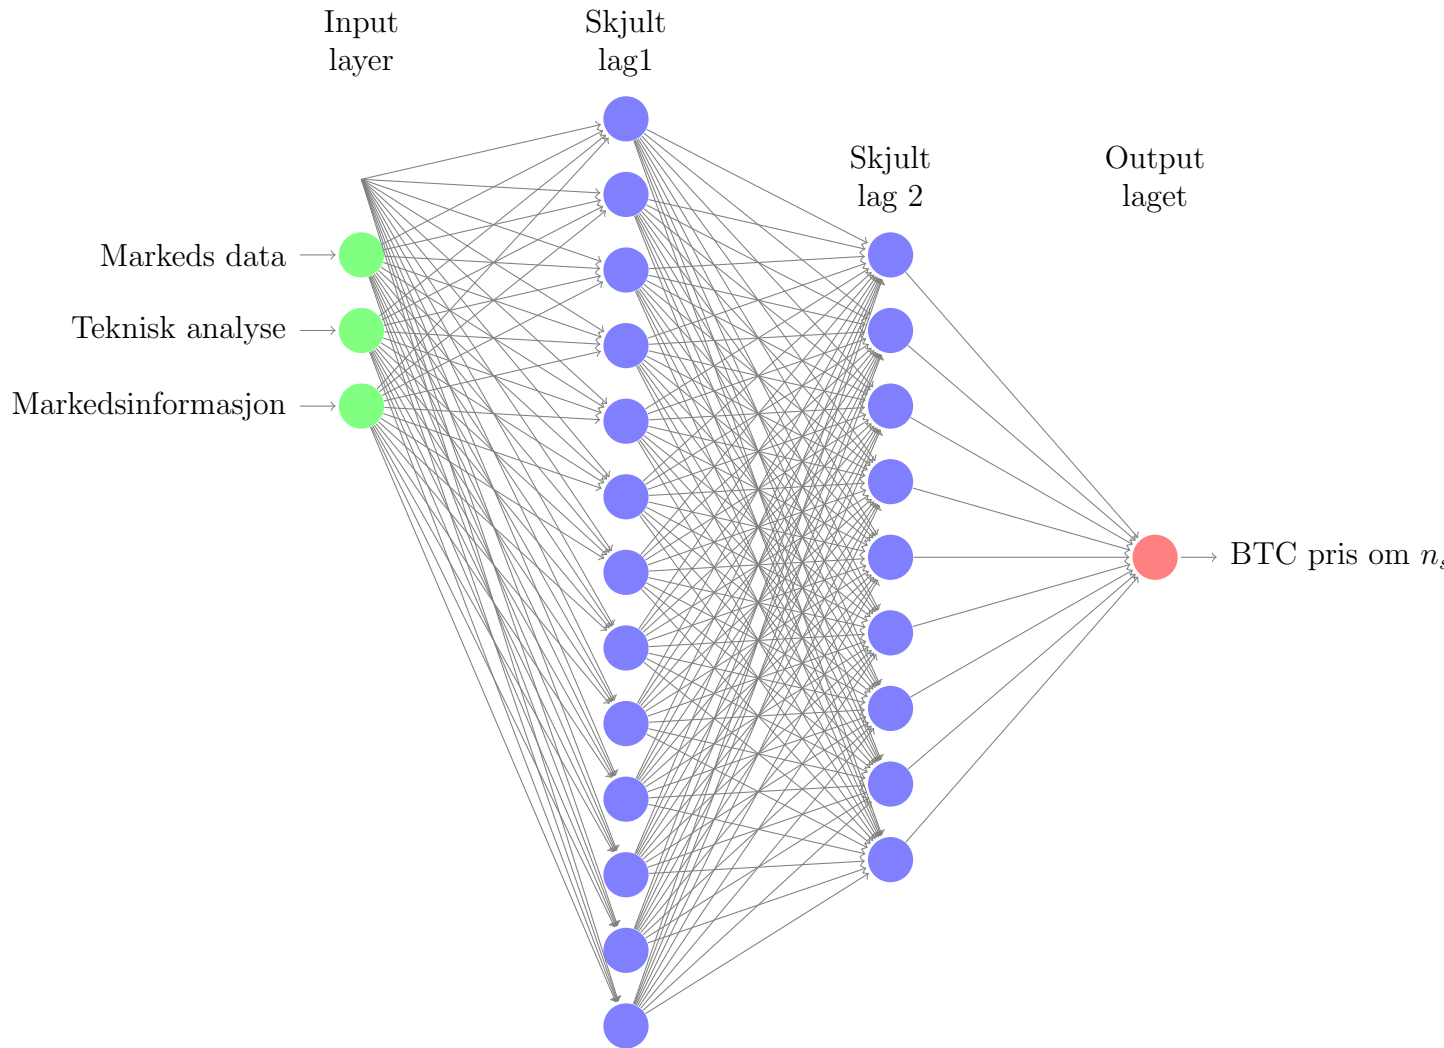 Input
layer
Skjult
lag1
Skjult
lag 2
Output
laget
Markeds data
Teknisk analyse
Markedsinformasjon
BTC pris om n